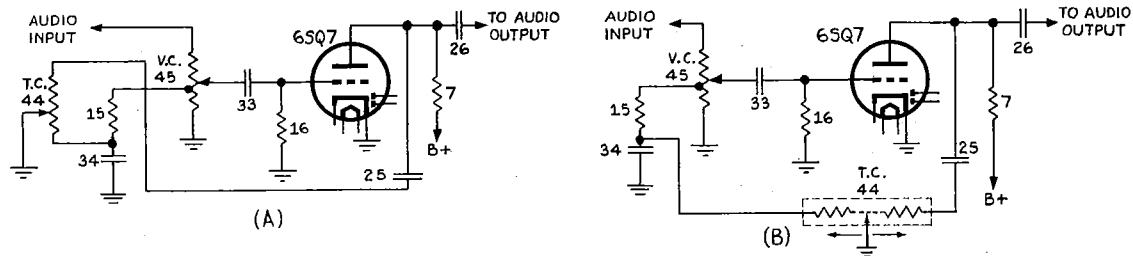 AUDIO INPUT
6SQ7
26
TO AUDIO OUTPUT
V.C. 45
T.C. 44
15
33
7
16
34
B+
25
(A)
AUDIO INPUT
6SQ7
26
TO AUDIO OUTPUT
V.C. 45
15
33
7
16
34
25
T.C. 44
B+
(B)